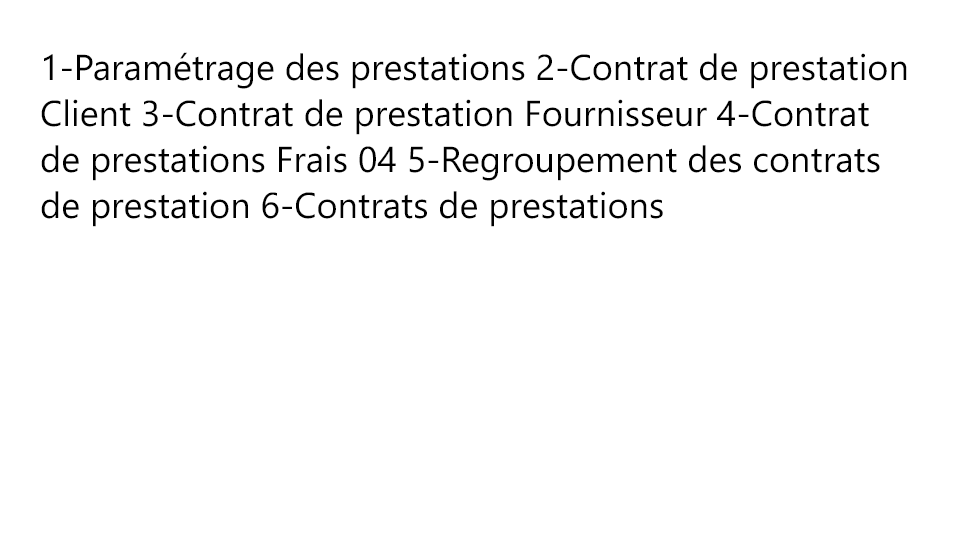 1-Paramétrage des prestations 2-Contrat de prestation
Client 3-Contrat de prestation Fournisseur 4-Contrat
de prestations Frais 04 5-Regroupement des contrats
de prestation 6-Contrats de prestations